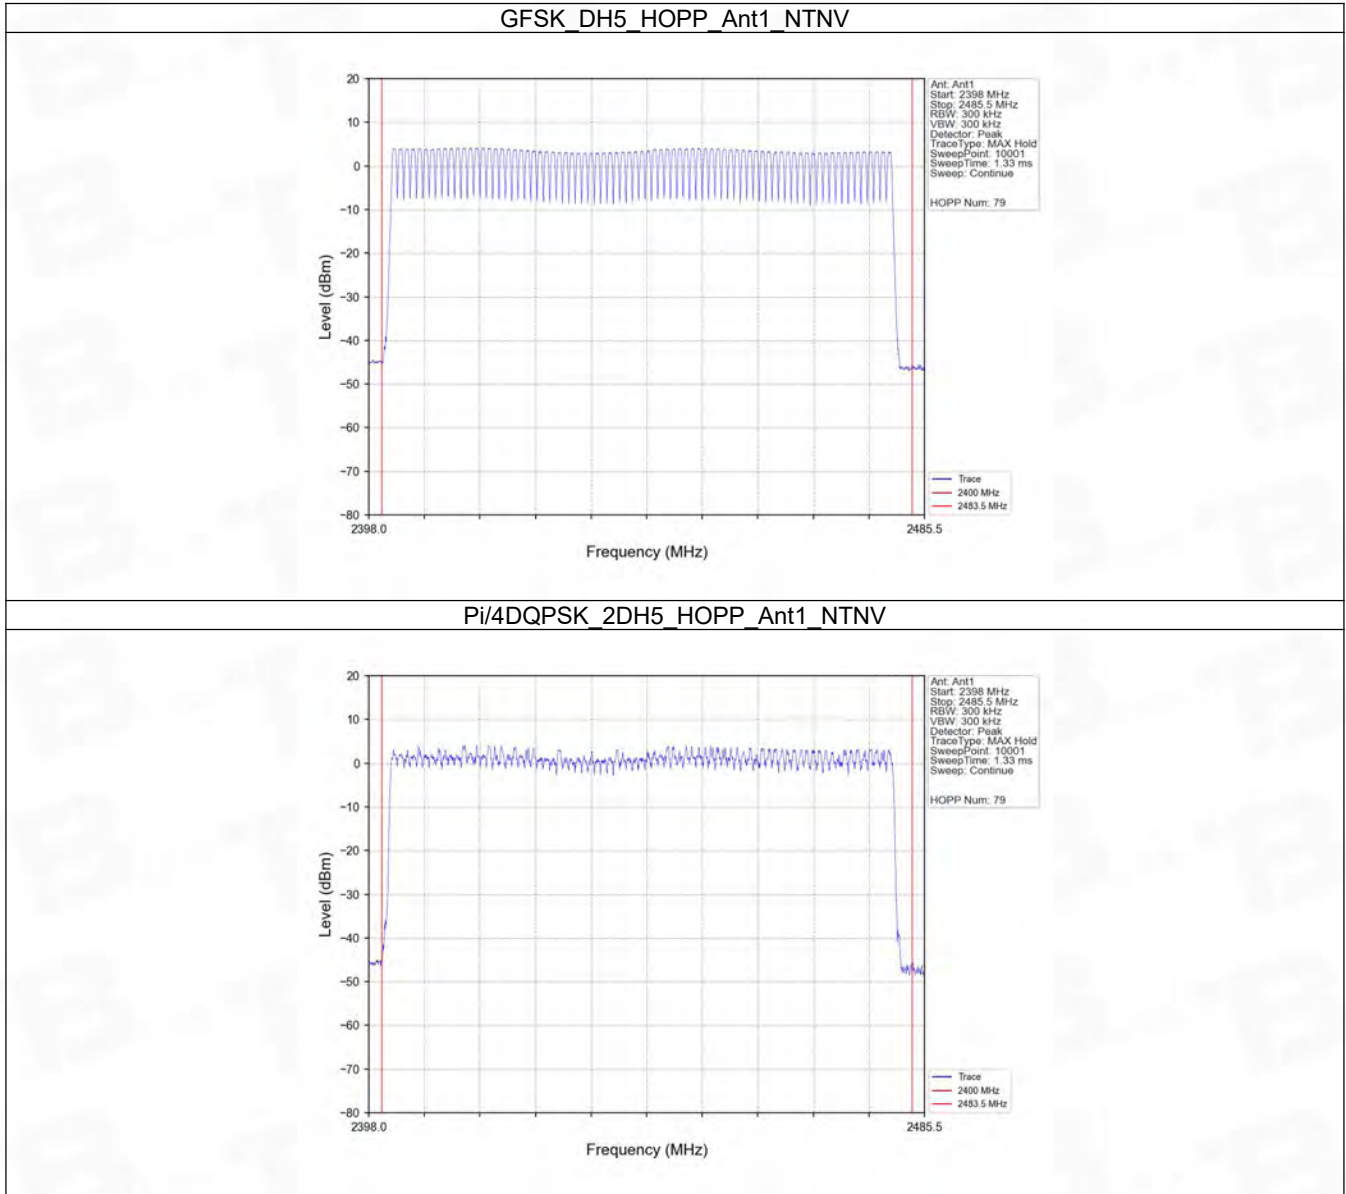 GFSK_DH5_HOPP_Ant1_NTNV
20
10
0
−10
−20
−30
−40
−50
−60
−70
−80
Level (dBm)
2398.0
2485.5
Frequency (MHz)
Ant: Ant1
Start: 2398 MHz
Stop: 2485.5 MHz
RBW: 300 kHz
VBW: 300 kHz
Detector: Peak
TraceType: MAX Hold
SweepPoint: 10001
SweepTime: 1.33 ms
Sweep: Continue
HOPP Num: 79
Trace
2400 MHz
2483.5 MHz
Pi/4DQPSK_2DH5_HOPP_Ant1_NTNV
20
10
0
−10
−20
−30
−40
−50
−60
−70
−80
Level (dBm)
2398.0
2485.5
Frequency (MHz)
Ant: Ant1
Start: 2398 MHz
Stop: 2485.5 MHz
RBW: 300 kHz
VBW: 300 kHz
Detector: Peak
TraceType: MAX Hold
SweepPoint: 10001
SweepTime: 1.33 ms
Sweep: Continue
HOPP Num: 79
Trace
2400 MHz
2483.5 MHz